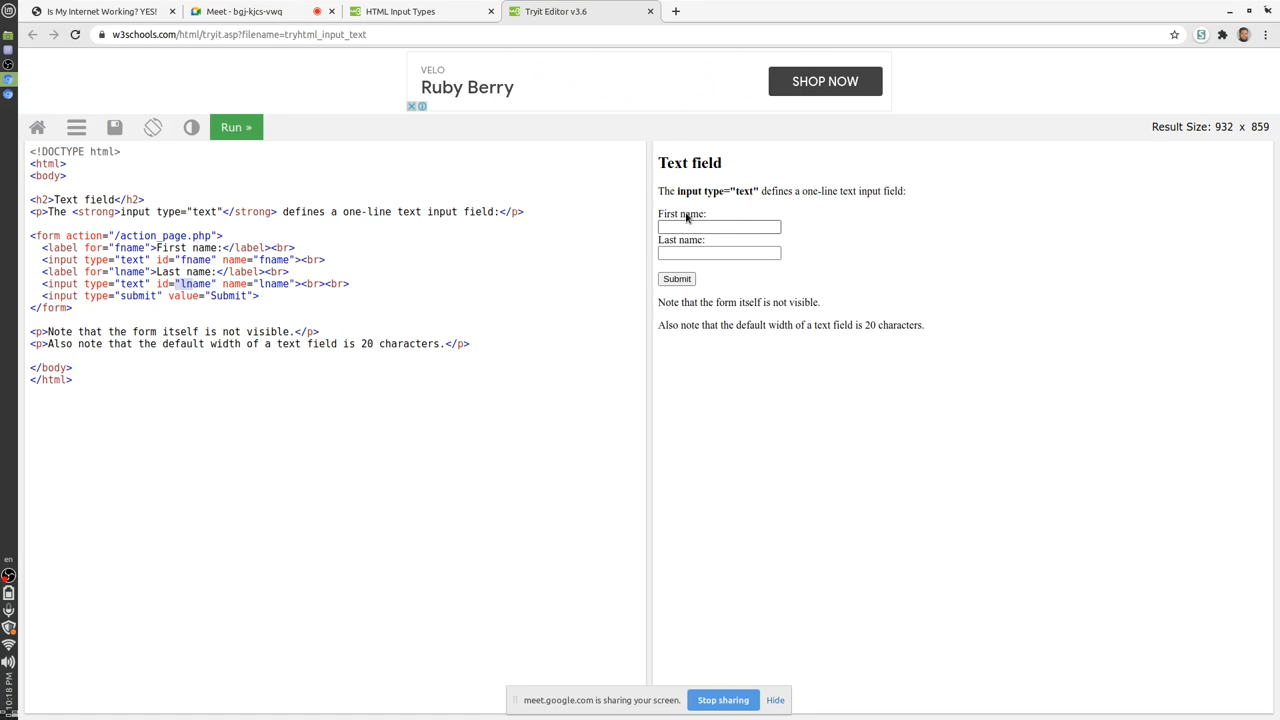 Is My Internet Working? YES!
Meet - bgj-kjcs-vwq
HTML Input Types
Tryit Editor v3.6
w3schools.com/html/tryit.asp?filename=tryhtml_input_text
VELO
Ruby Berry
SHOP NOW
Run »
Result Size: 932 x 859
<!DOCTYPE html>
<html>
<body>
<h2>Text field</h2>
<p>The <strong>input type="text"</strong> defines a one-line text input field:</p>
<form action="/action_page.php">
<label for="fname">First name:</label><br>
<input type="text" id="fname" name="fname"><br>
<label for="lname">Last name:</label><br>
<input type="text" id="lname" name="lname"><br><br>
<input type="submit" value="Submit">
</form>
<p>Note that the form itself is not visible.</p>
<p>Also note that the default width of a text field is 20 characters.</p>
</body>
</html>
Text field
The input type="text" defines a one-line text input field:
First name:
Last name:
Submit
Note that the form itself is not visible.
Also note that the default width of a text field is 20 characters.
en
10:18 PM
meet.google.com is sharing your screen.
Stop sharing
Hide